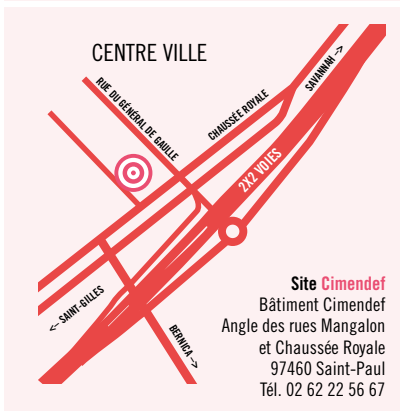 CENTRE VILLE
RUE DU GÉNÉRAL DE GAULLE
CHAUSSÉE ROYALE
SAVANNAH ->
2X2 VOIES
<- SAINT-GILLES
BERNICA ->
Site Cimendef
Bâtiment Cimendef
Angle des rues Mangalon
et Chaussée Royale
97460 Saint-Paul
Tél. 02 62 22 56 67